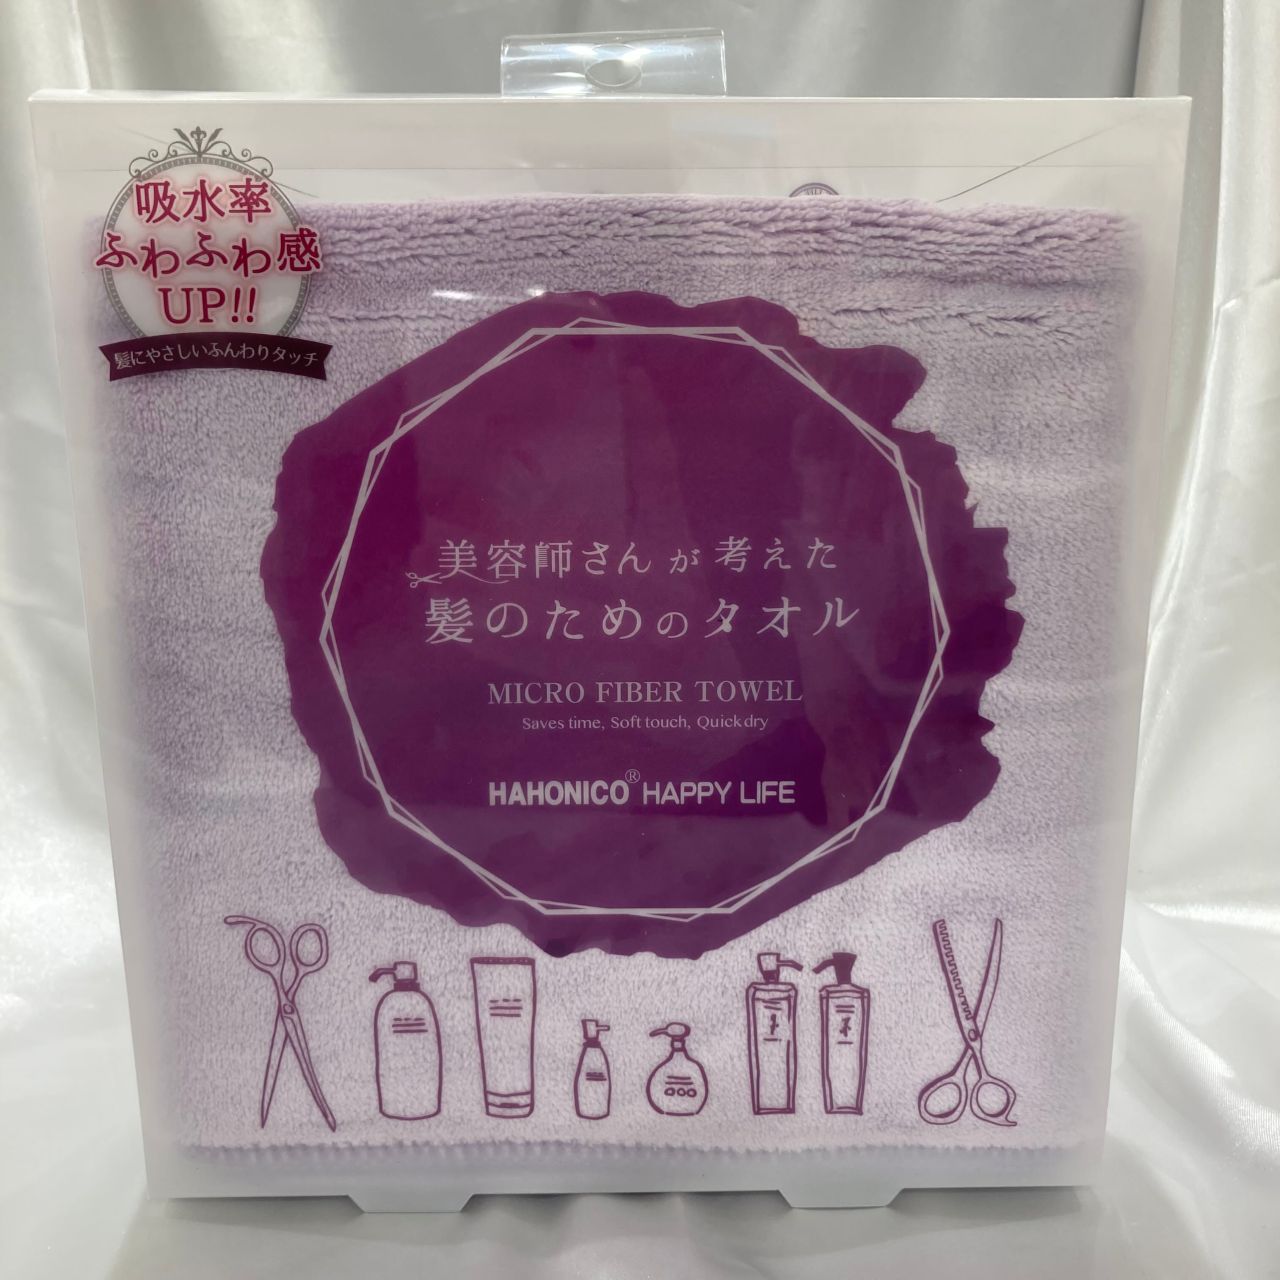 吸水率
ふわふわ感
UP!!
髪にやさしいふんわりタッチ
美容師さんが考えた
髪のためのタオル
MICRO FIBER TOWEL
Saves time, Soft touch, Quick dry
HAHONICO® HAPPY LIFE